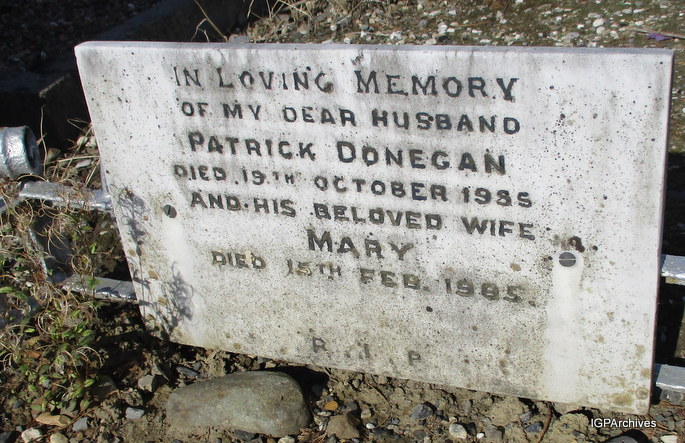 IN LOVING MEMORY
OF MY DEAR HUSBAND
PATRICK DONEGAN
DIED 19TH OCTOBER 1935
AND HIS BELOVED WIFE
MARY
DIED 15TH FEB. 1985.
R.I.P
IGPArchives